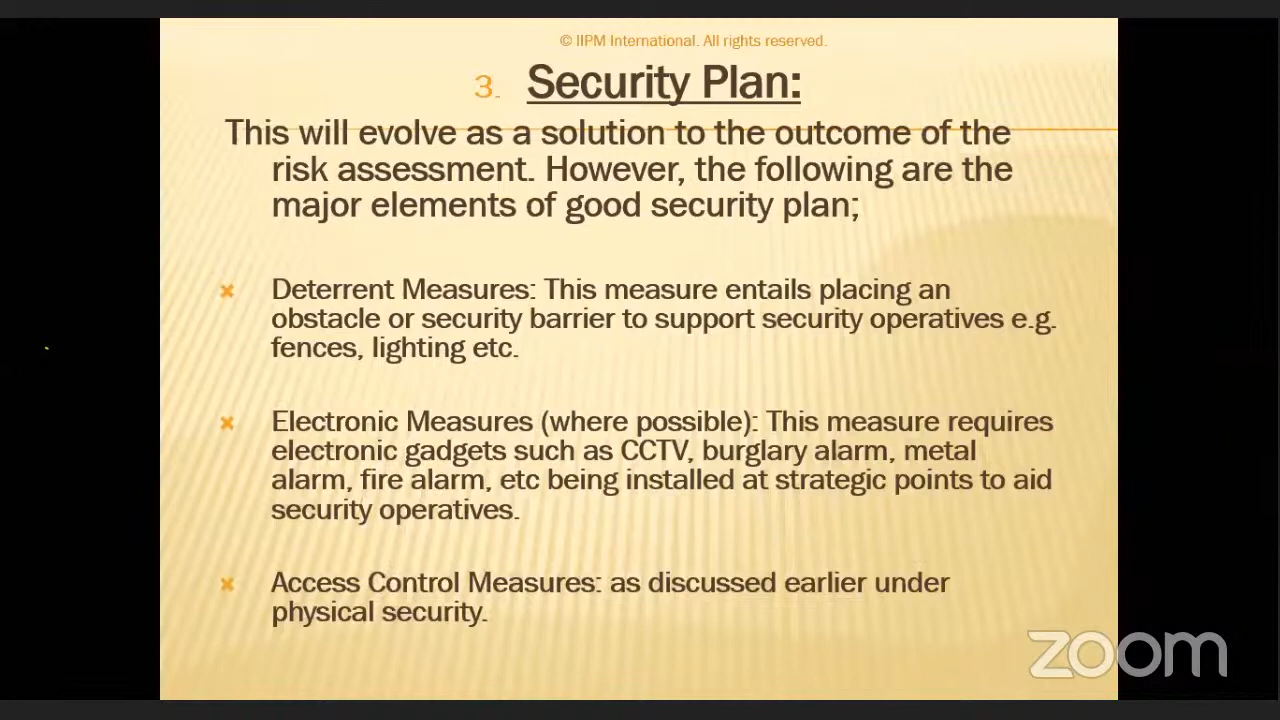 © IIPM International. All rights reserved.
3. Security Plan:
This will evolve as a solution to the outcome of the
risk assessment. However, the following are the
major elements of good security plan;
Deterrent Measures: This measure entails placing an
obstacle or security barrier to support security operatives e.g.
fences, lighting etc.
Electronic Measures (where possible): This measure requires
electronic gadgets such as CCTV, burglary alarm, metal
alarm, fire alarm, etc being installed at strategic points to aid
security operatives.
Access Control Measures: as discussed earlier under
physical security.
zoom